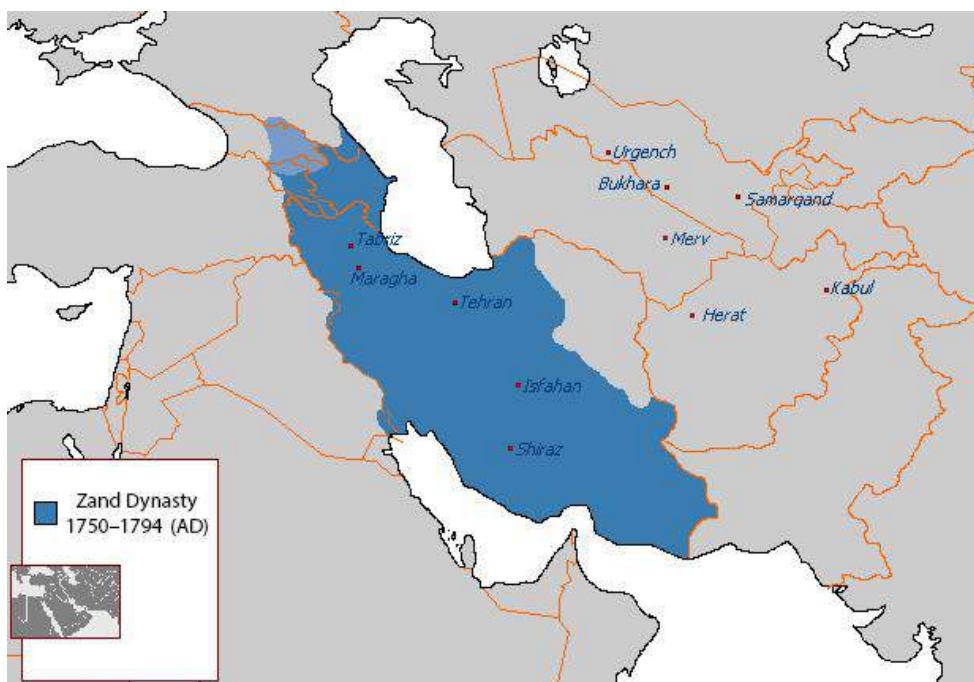 Urgench
Bukhara
Samarqand
Merv
Tabriz
Maragha
Kabul
Tehran
Herat
Isfahan
Shiraz
Zand Dynasty
1750–1794 (AD)